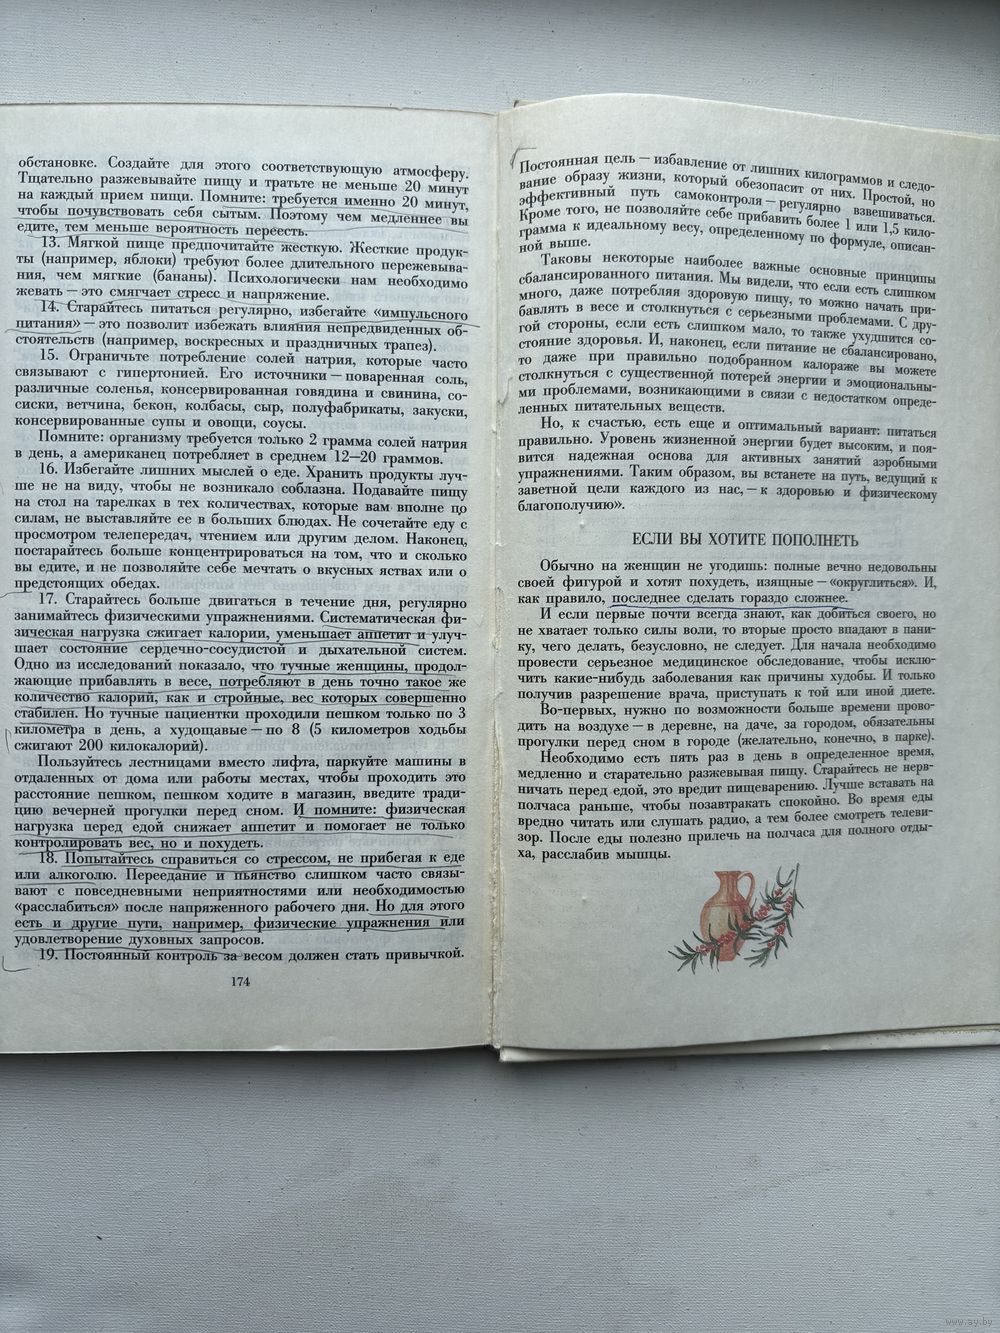 обстановке. Создайте для этого соответствующую атмосферу.
Тщательно разжевывайте пищу и тратьте не меньше 20 минут
на каждый прием пищи. Помните: требуется именно 20 минут,
чтобы почувствовать себя сытым. Поэтому чем медленнее вы
едите, тем меньше вероятность переесть.
13. Мягкой пище предпочитайте жесткую. Жесткие продук-
ты (например, яблоки) требуют более длительного пережевыва-
ния, чем мягкие (бананы). Психологически нам необходимо
жевать — это смягчает стресс и напряжение.
14. Старайтесь питаться регулярно, избегайте «импульсного
питания» — это позволит избежать влияния непредвиденных об-
стоятельств (например, воскресных и праздничных трапез).
15. Ограничьте потребление солей натрия, которые часто
связывают с гипертонией. Его источники — поваренная соль,
различные соленья, консервированная говядина и свинина, со-
сиски, ветчина, бекон, колбасы, сыр, полуфабрикаты, закуски,
консервированные супы и овощи, соусы.
Помните: организму требуется только 2 грамма солей натрия
в день, а американец потребляет в среднем 12—20 граммов.
16. Избегайте лишних мыслей о еде. Хранить продукты луч-
ше не на виду, чтобы не возникало соблазна. Подавайте пищу
на стол на тарелках в тех количествах, которые вам вполне по
силам, не выставляйте ее в больших блюдах. Не сочетайте еду с
просмотром телепередач, чтением или другим делом. Наконец,
постарайтесь больше концентрироваться на том, что и сколько
вы едите, и не позволяйте себе мечтать о вкусных яствах или о
предстоящих обедах.
17. Старайтесь больше двигаться в течение дня, регулярно
занимайтесь физическими упражнениями. Систематическая фи-
зическая нагрузка сжигает калории, уменьшает аппетит и улуч-
шает состояние сердечно-сосудистой и дыхательной систем.
Одно из исследований показало, что тучные женщины, продол-
жающие прибавлять в весе, потребляют в день точно такое же
количество калорий, как и стройные, вес которых совершенно
стабилен. Но тучные пациентки проходили пешком только по 3
километра в день, а худощавые — по 8 (5 километров ходьбы
сжигают 200 килокалорий).
Пользуйтесь лестницами вместо лифта, паркуйте машины в
отдаленных от дома или работы местах, чтобы проходить это
расстояние пешком, пешком ходите в магазин, введите тради-
цию вечерней прогулки перед сном. И помните: физическая
нагрузка перед едой снижает аппетит и помогает не только
контролировать вес, но и похудеть.
18. Попытайтесь справиться со стрессом, не прибегая к еде
или алкоголю. Переедание и пьянство слишком часто связы-
вают с повседневными неприятностями или необходимостью
«расслабиться» после напряженного рабочего дня. Но для этого
есть и другие пути, например, физические упражнения или
удовлетворение духовных запросов.
19. Постоянный контроль за весом должен стать привычкой.
174
Постоянная цель — избавление от лишних килограммов и следо-
вание образу жизни, который обезопасит от них. Простой, но
эффективный путь самоконтроля — регулярно взвешиваться.
Кроме того, не позволяйте себе прибавить более 1 или 1,5 кило-
грамма к идеальному весу, определенному по формуле, описан-
ной выше.
Таковы некоторые наиболее важные основные принципы
сбалансированного питания. Мы видели, что если есть слишком
много, даже потребляя здоровую пищу, то можно начать при-
бавлять в весе и столкнуться с серьезными проблемами. С дру-
гой стороны, если есть слишком мало, то также ухудшится со-
стояние здоровья. И, наконец, если питание не сбалансировано,
то даже при правильно подобранном калораже вы можете
столкнуться с существенной потерей энергии и эмоциональны-
ми проблемами, возникающими в связи с недостатком опреде-
ленных питательных веществ.
Но, к счастью, есть еще и оптимальный вариант: питаться
правильно. Уровень жизненной энергии будет высоким, и поя-
вится надежная основа для активных занятий аэробными
упражнениями. Таким образом, вы встанете на путь, ведущий к
заветной цели каждого из нас, — к здоровью и физическому
благополучию».
ЕСЛИ ВЫ ХОТИТЕ ПОПОЛНЕТЬ
Обычно на женщин не угодишь: полные вечно недовольны
своей фигурой и хотят похудеть, изящные — «округлиться». И,
как правило, последнее сделать гораздо сложнее.
И если первые почти всегда знают, как добиться своего, но
не хватает только силы воли, то вторые просто впадают в пани-
ку, чего делать, безусловно, не следует. Для начала необходимо
провести серьезное медицинское обследование, чтобы исклю-
чить какие-нибудь заболевания как причины худобы. И только
получив разрешение врача, приступать к той или иной диете.
Во-первых, нужно по возможности больше времени прово-
дить на воздухе — в деревне, на даче, за городом, обязательны
прогулки перед сном в городе (желательно, конечно, в парке).
Необходимо есть пять раз в день в определенное время,
медленно и старательно разжевывая пищу. Старайтесь не нерв-
ничать перед едой, это вредит пищеварению. Лучше вставать на
полчаса раньше, чтобы позавтракать спокойно. Во время еды
вредно читать или слушать радио, а тем более смотреть телеви-
зор. После еды полезно прилечь на полчаса для полного отды-
ха, расслабив мышцы.
www.ay.by